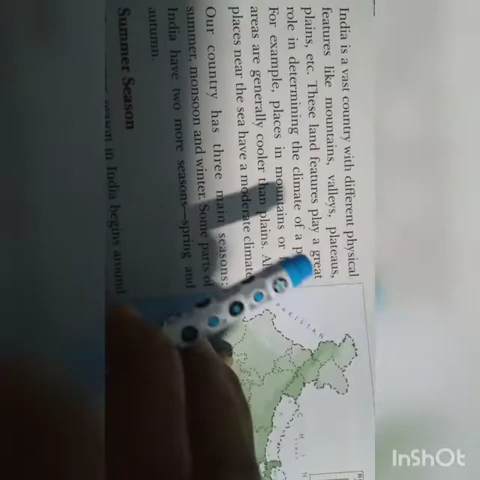 India is a vast country with different physical
features like mountains, valleys, plateaus,
plains, etc. These land features play a great
role in determining the climate of a
For example, places in mountains or
areas are generally cooler than plains.
places near the sea have a moderate climate
Our country has three main seasons:
summer, monsoon and winter. Some parts of
India have two more seasons—spring and
autumn.
Summer Season
season in India begins around
PAKISTAN
InShOt